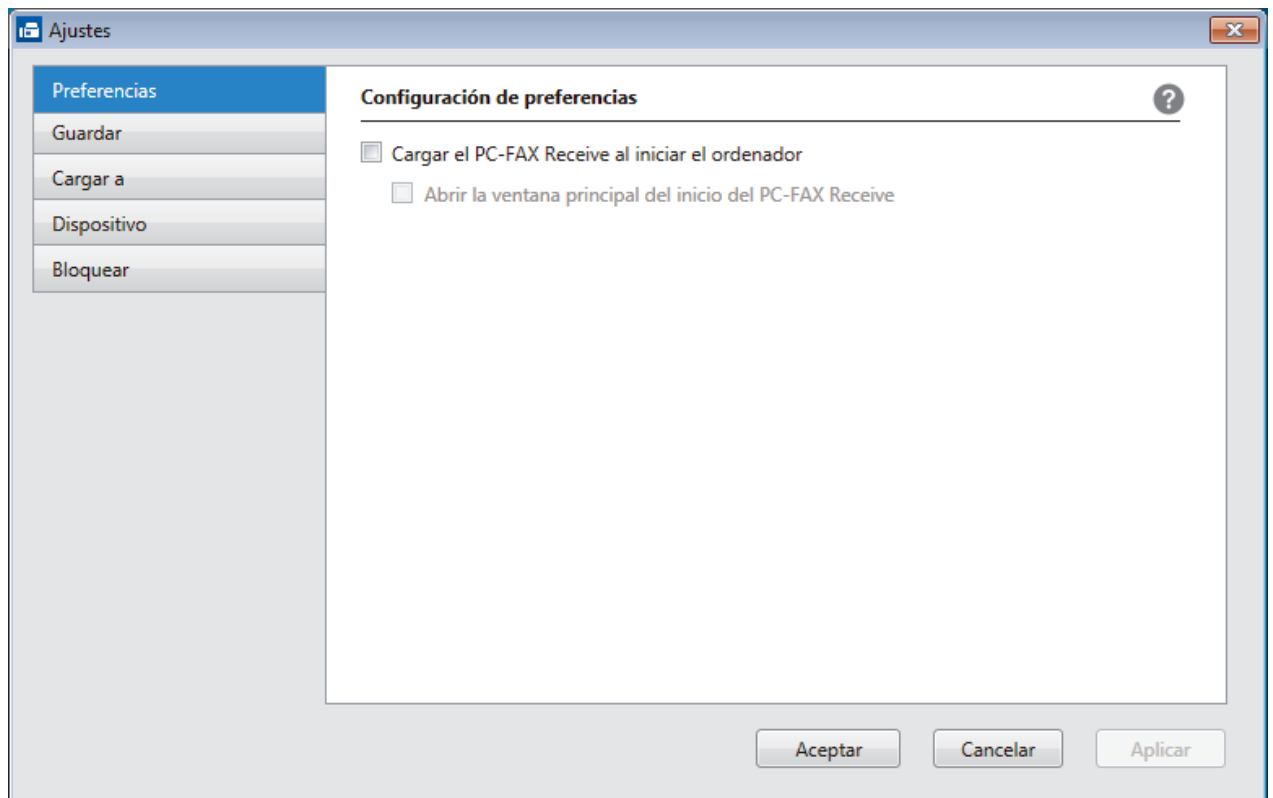 Ajustes
Preferencias
Guardar
Cargar a
Dispositivo
Bloquear
Configuración de preferencias
?
Cargar el PC-FAX Receive al iniciar el ordenador
Abrir la ventana principal del inicio del PC-FAX Receive
Aceptar
Cancelar
Aplicar